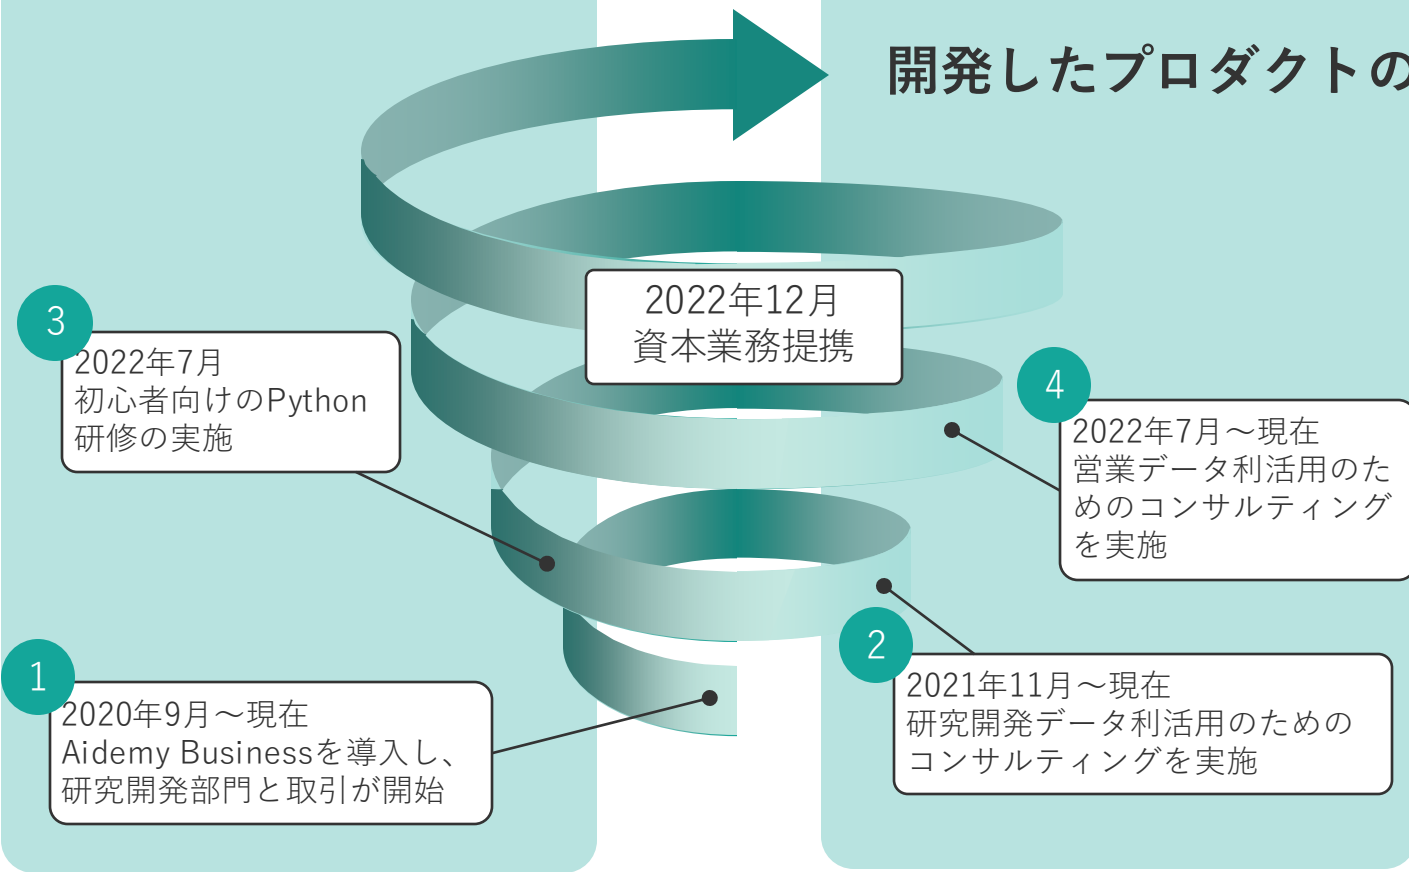 開発したプロダクトの
2022年12月
資本業務提携
3
2022年7月
初心者向けのPython
研修の実施
4
2022年7月～現在
営業データ利活用のた
めのコンサルティング
を実施
1
2020年9月～現在
Aidemy Businessを導入し、
研究開発部門と取引が開始
2
2021年11月～現在
研究開発データ利活用のための
コンサルティングを実施